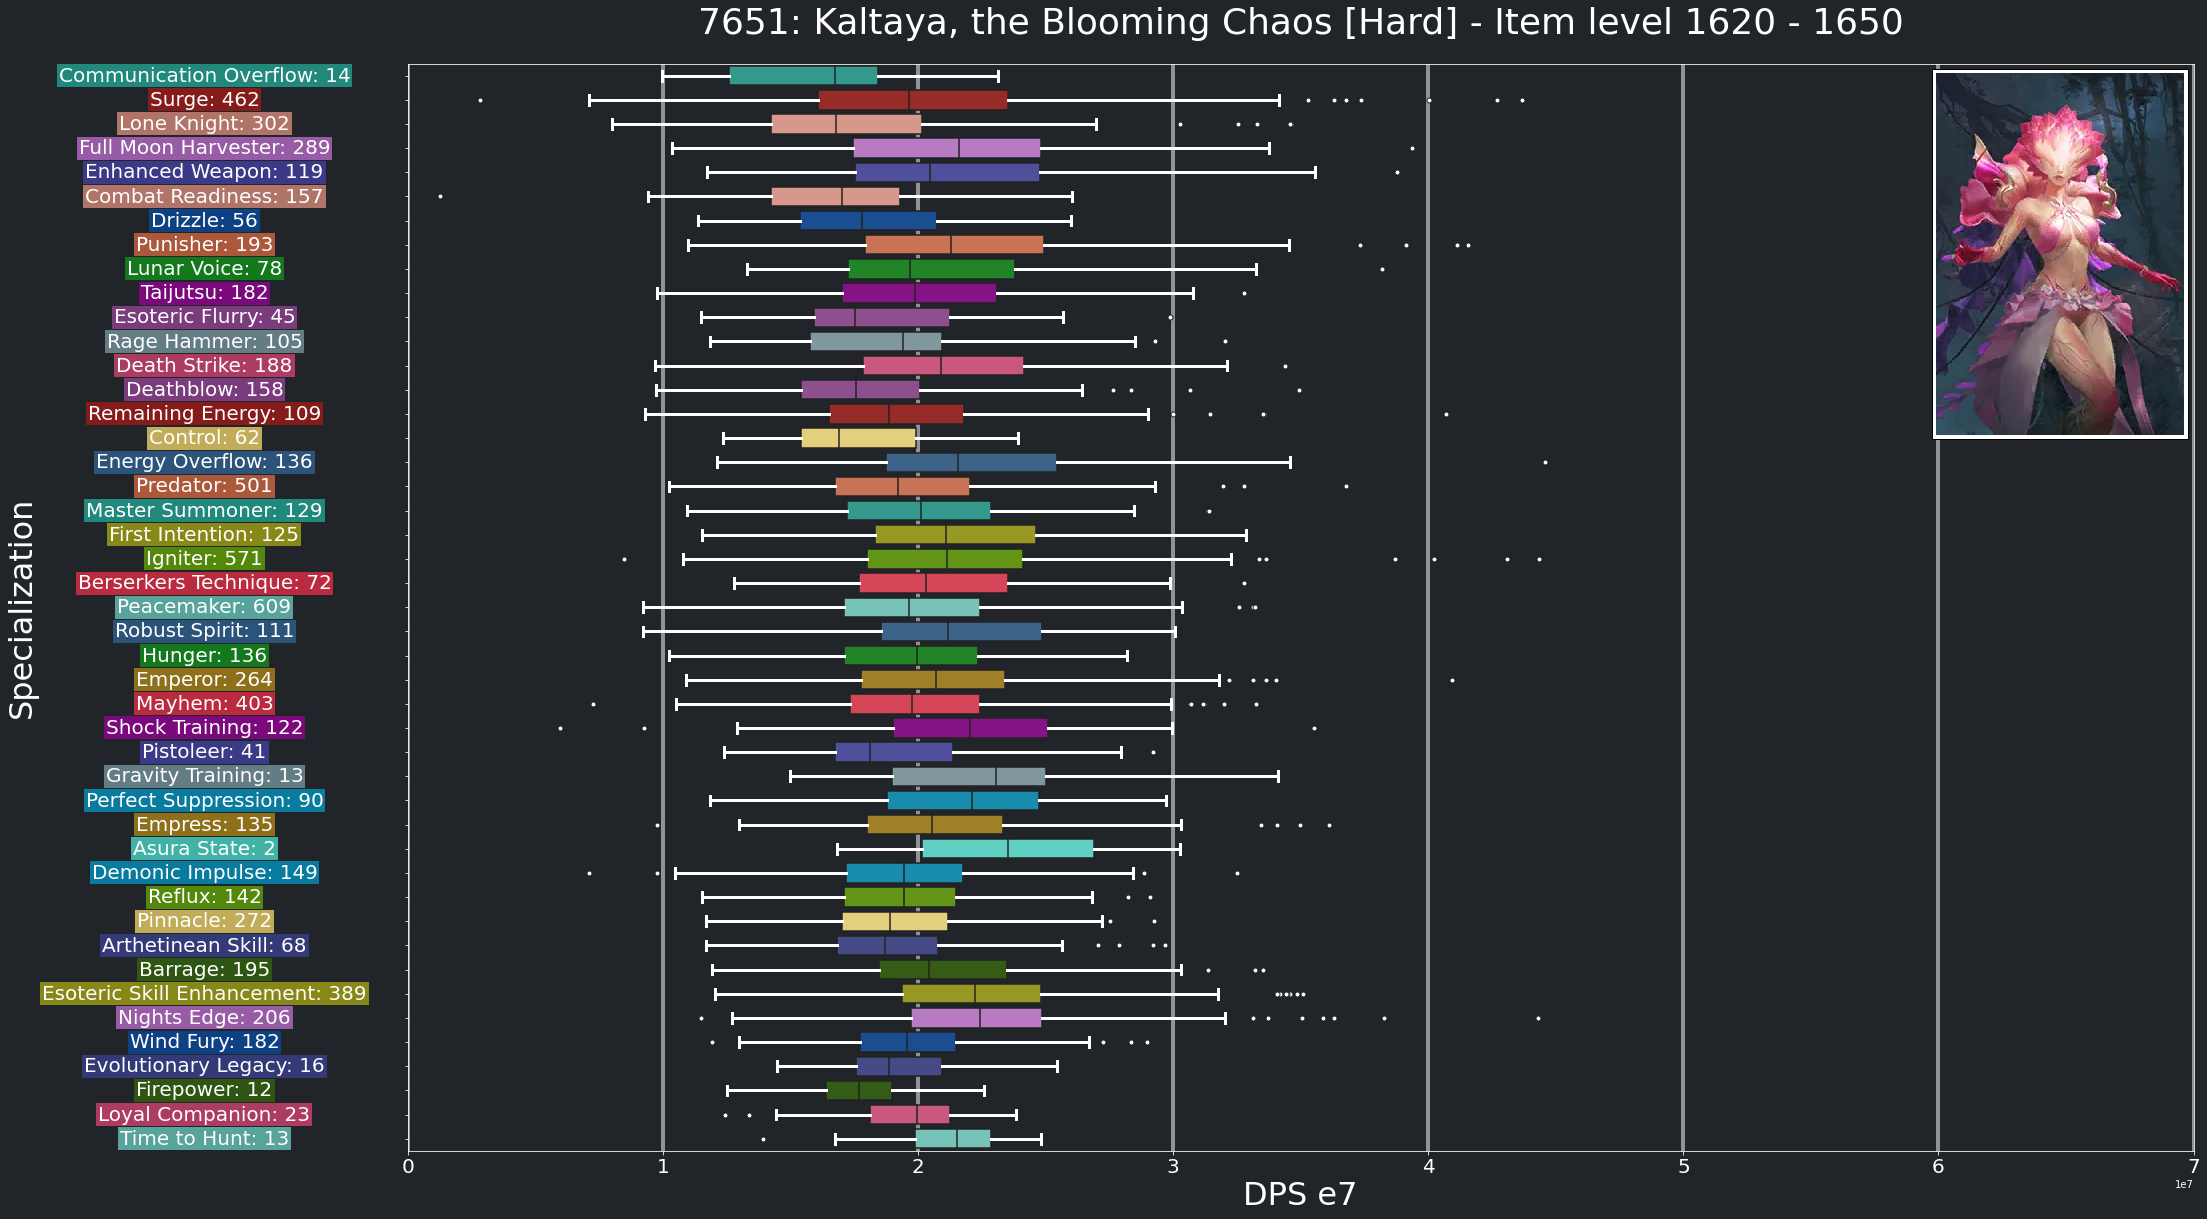 7651: Kaltaya, the Blooming Chaos [Hard] - Item level 1620 - 1650
Specialization
Communication Overflow: 14
Surge: 462
Lone Knight: 302
Full Moon Harvester: 289
Enhanced Weapon: 119
Combat Readiness: 157
Drizzle: 56
Punisher: 193
Lunar Voice: 78
Taijutsu: 182
Esoteric Flurry: 45
Rage Hammer: 105
Death Strike: 188
Deathblow: 158
Remaining Energy: 109
Control: 62
Energy Overflow: 136
Predator: 501
Master Summoner: 129
First Intention: 125
Igniter: 571
Berserkers Technique: 72
Peacemaker: 609
Robust Spirit: 111
Hunger: 136
Emperor: 264
Mayhem: 403
Shock Training: 122
Pistoleer: 41
Gravity Training: 13
Perfect Suppression: 90
Empress: 135
Asura State: 2
Demonic Impulse: 149
Reflux: 142
Pinnacle: 272
Arthetinean Skill: 68
Barrage: 195
Esoteric Skill Enhancement: 389
Nights Edge: 206
Wind Fury: 182
Evolutionary Legacy: 16
Firepower: 12
Loyal Companion: 23
Time to Hunt: 13
0 1 2 3 4 5 6 7
1e7
DPS e7